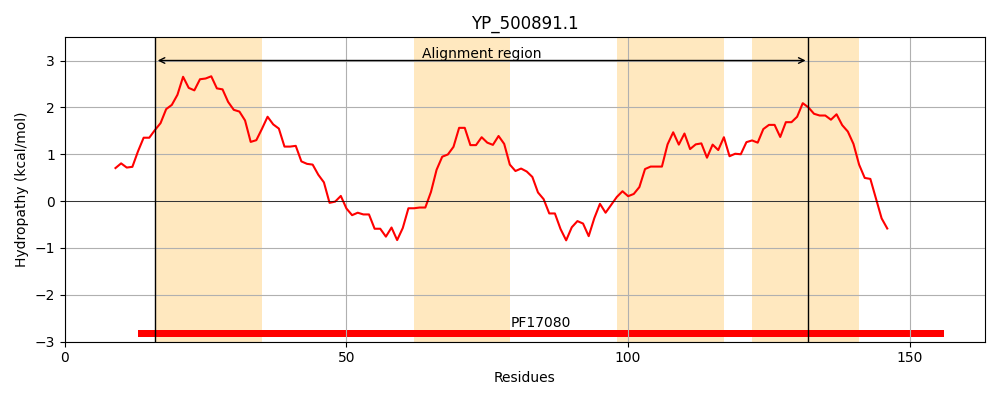 YP_500891.1
Hydropathy (kcal/mol)
3
2
1
0
−1
−2
−3
Alignment region
PF17080
0
50
100
150
Residues